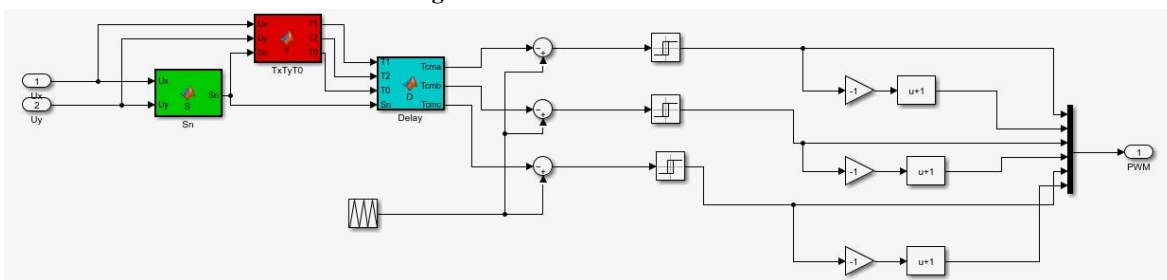 1
Ux
2
Uy
Ux
Uy
S
Sn
Sn
Ux
Uy
Sn
T
T1
T2
T0
TxTyT0
T1
T2
T0
Sn
D
Tcma
Tcmb
Tcmc
Delay
-1
u+1
-1
u+1
-1
u+1
1
PWM